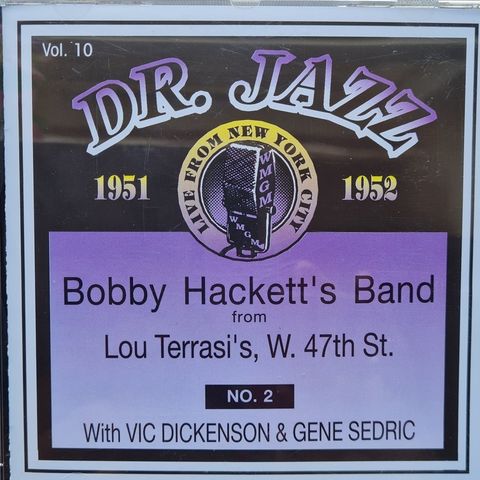 Vol. 10
DR. JAZZ
LIVE FROM NEW YORK CITY
WMGM
WMGM
1951
1952
Bobby Hackett's Band
from
Lou Terrasi's, W. 47th St.
NO. 2
With VIC DICKENSON & GENE SEDRIC